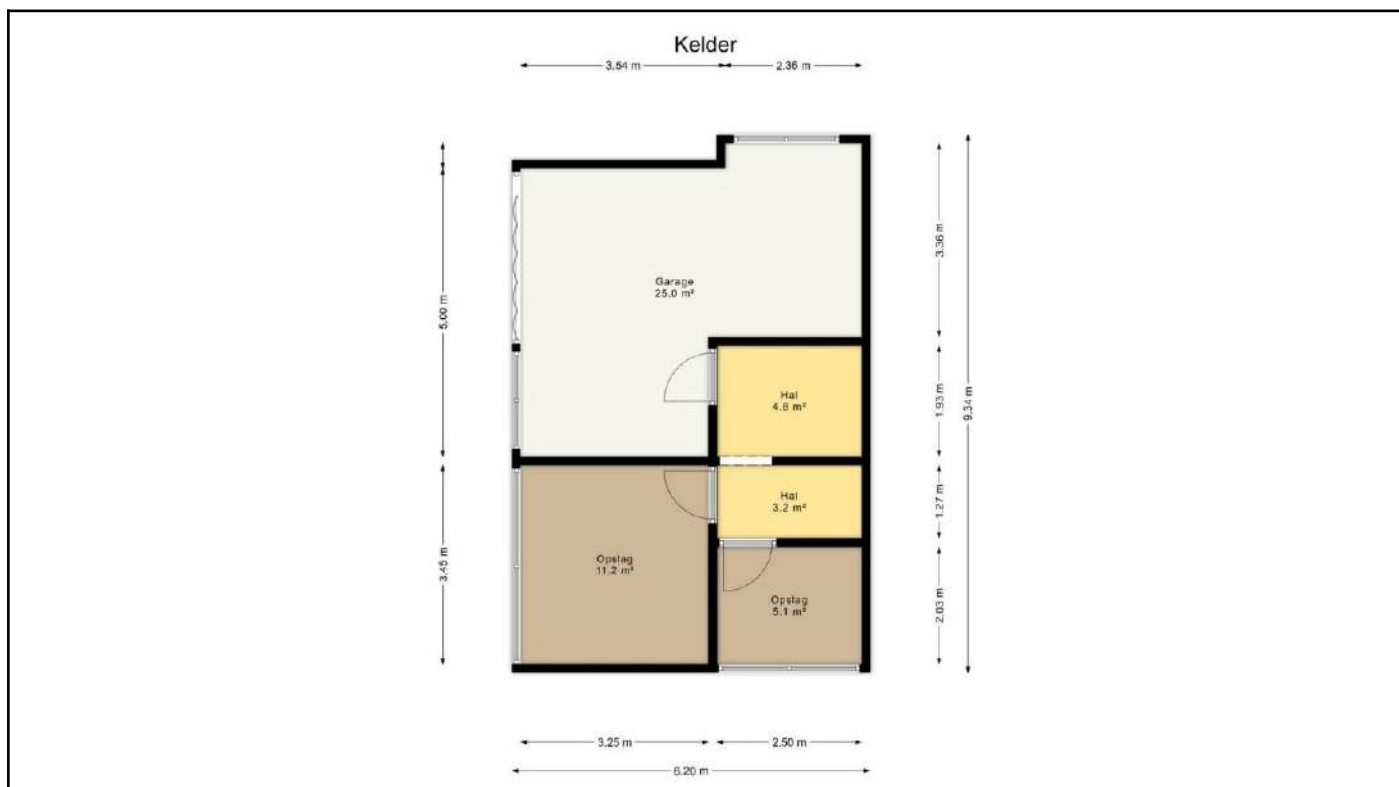 Kelder
3.54 m
2.36 m
5.00 m
3.36 m
Garage
25.0 m²
9.34 m
1.93 m
Hal
4.8 m²
3.45 m
1.27 m
Hal
3.2 m²
Opslag
11.2 m²
2.03 m
Opslag
5.1 m²
3.25 m
2.50 m
6.20 m